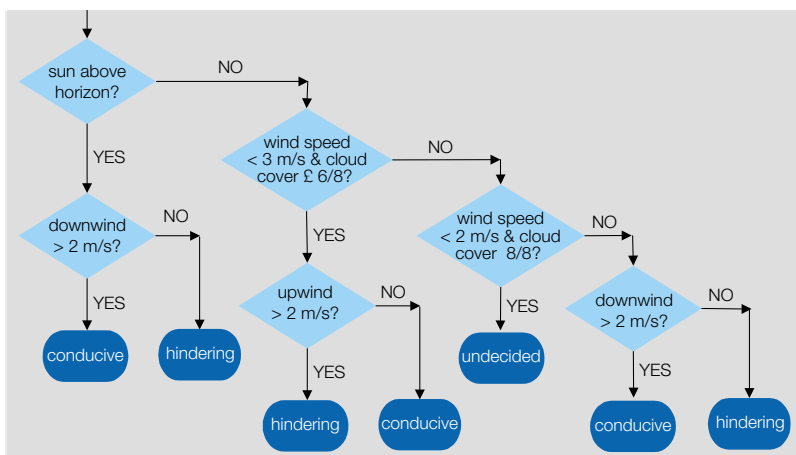 sun above
horizon?
NO
YES
wind speed
< 3 m/s & cloud
cover £ 6/8?
NO
YES
downwind
> 2 m/s?
NO
YES
conducive
hindering
upwind
> 2 m/s?
NO
YES
hindering
conducive
wind speed
< 2 m/s & cloud
cover 8/8?
NO
YES
undecided
downwind
> 2 m/s?
NO
YES
conducive
hindering